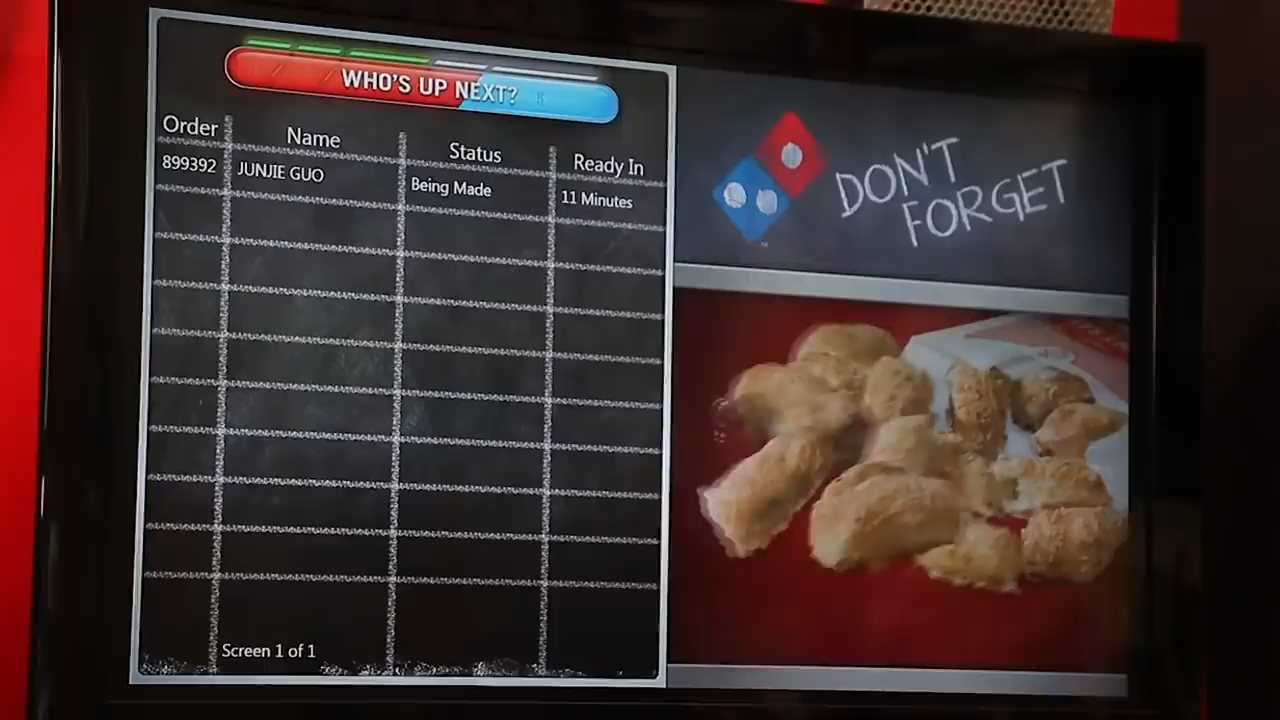 WHO'S UP NEXT?
Order Name Status Ready In
899392 JUNJIE GUO Being Made 11 Minutes
Screen 1 of 1
DON'T
FORGET